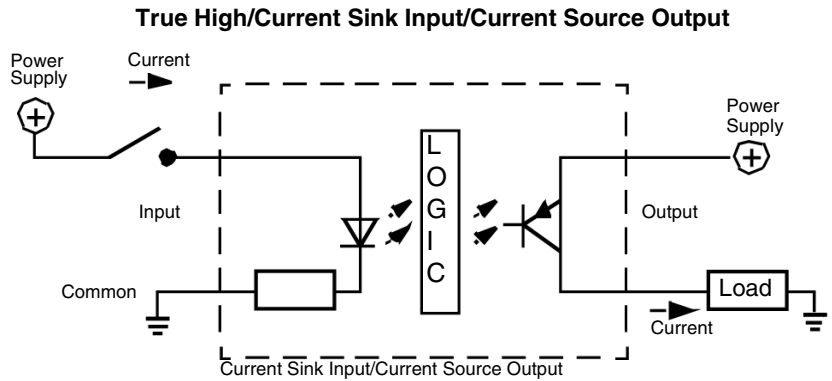 True High/Current Sink Input/Current Source Output
Power
Supply
Current
Power
Supply
LOGIC
Input
Output
Common
Load
Current
Current Sink Input/Current Source Output